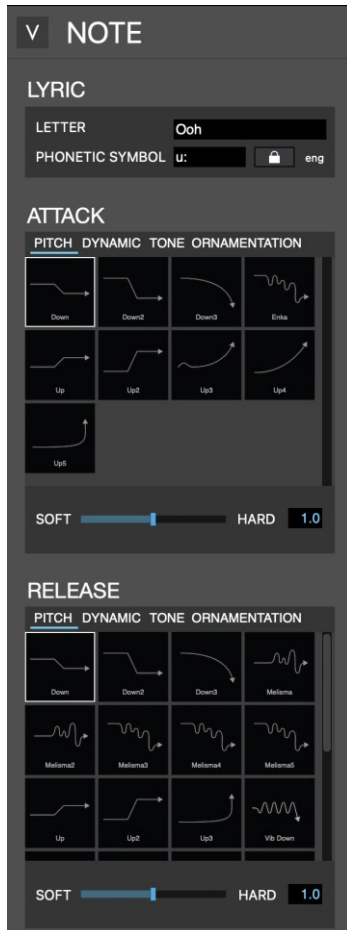 V NOTE
LYRIC
LETTER Ooh
PHONETIC SYMBOL u: eng
ATTACK
PITCH DYNAMIC TONE ORNAMENTATION
Down Down2 Down3 Enka
Up Up2 Up3 Up4
Up5
SOFT HARD 1.0
RELEASE
PITCH DYNAMIC TONE ORNAMENTATION
Down Down2 Down3 Melisma
Melisma2 Melisma3 Melisma4 Melisma5
Up Up2 Up3 Vib Down
SOFT HARD 1.0